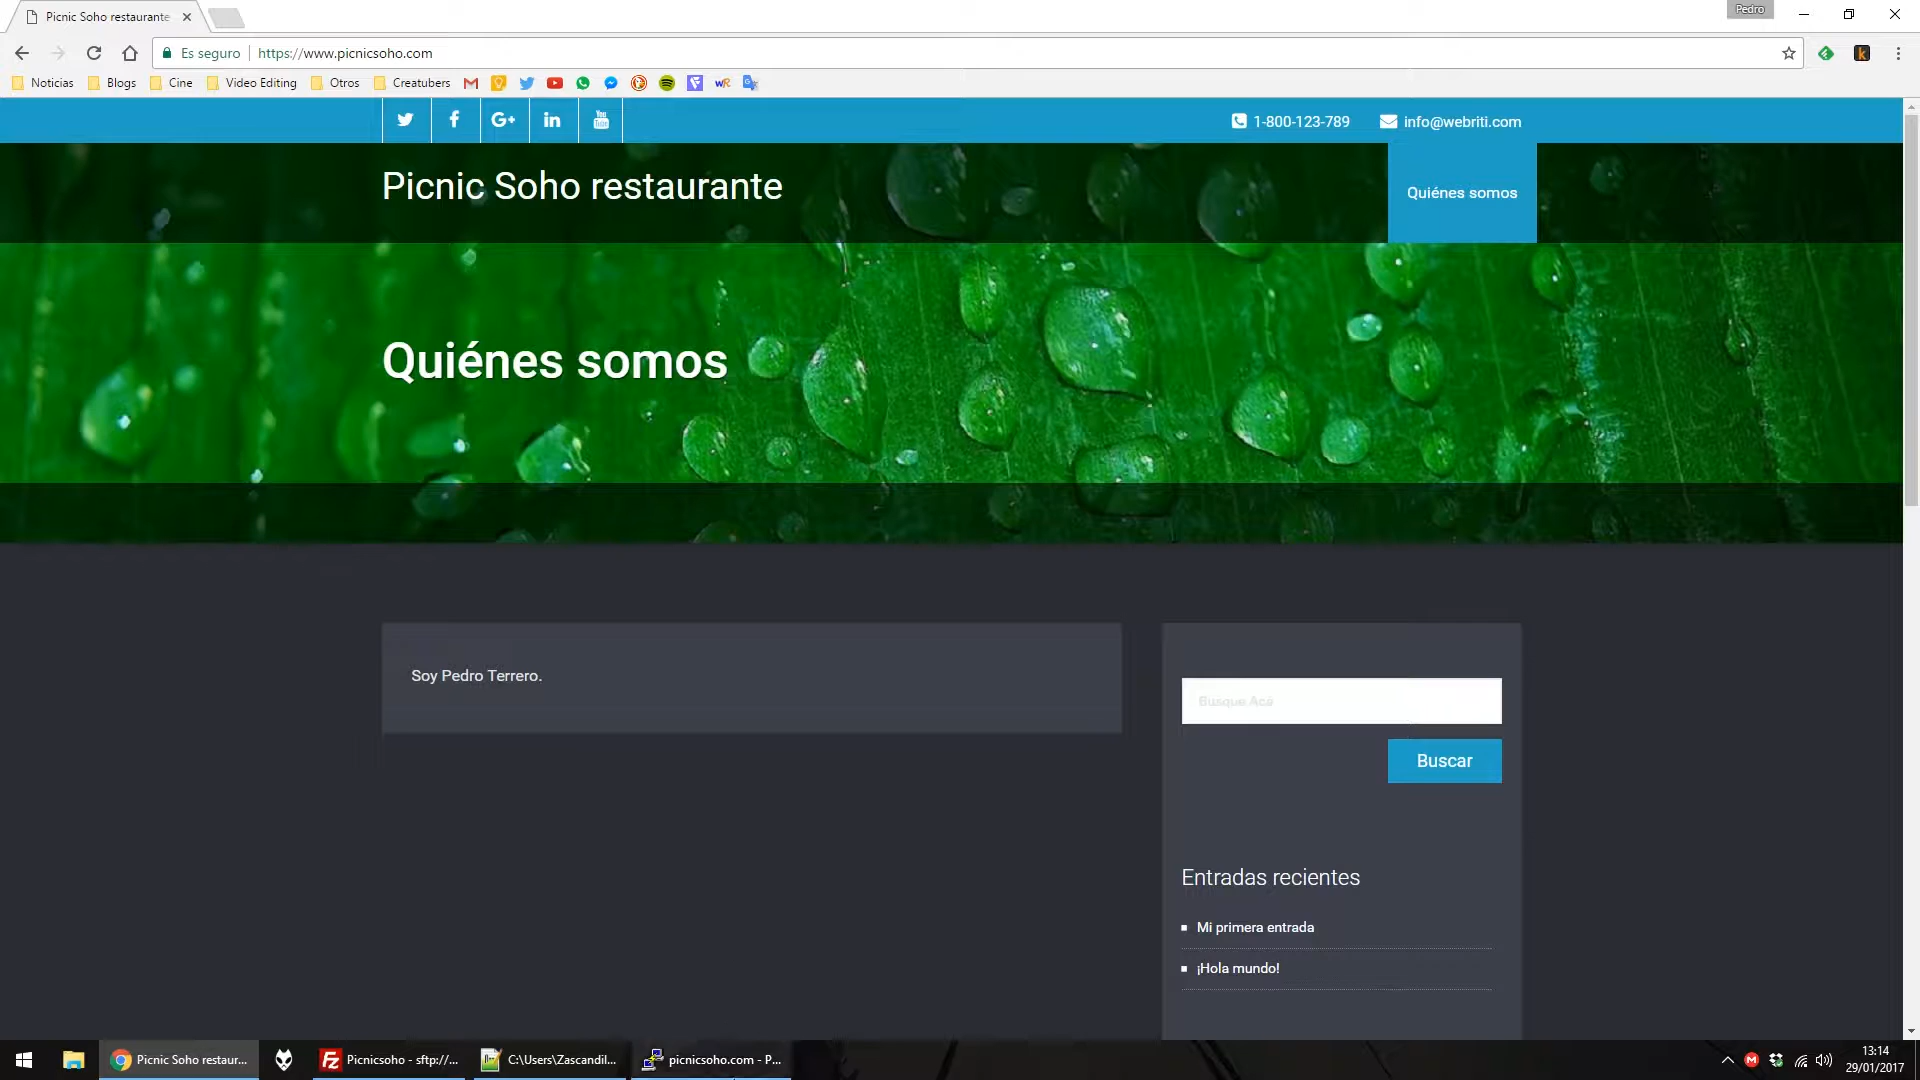 Picnic Soho restaurante
Pedro
Es seguro https://www.picnicsoho.com
Noticias Blogs Cine Video Editing Otros Creatubers
1-800-123-789 info@webriti.com
Picnic Soho restaurante
Quiénes somos
Quiénes somos
Soy Pedro Terrero.
Busque Acá
Buscar
Entradas recientes
Mi primera entrada
¡Hola mundo!
Picnic Soho restaur... Picnicsoho - sftp://... C:\Users\Zascandil... picnicsoho.com - P...
13:14
29/01/2017